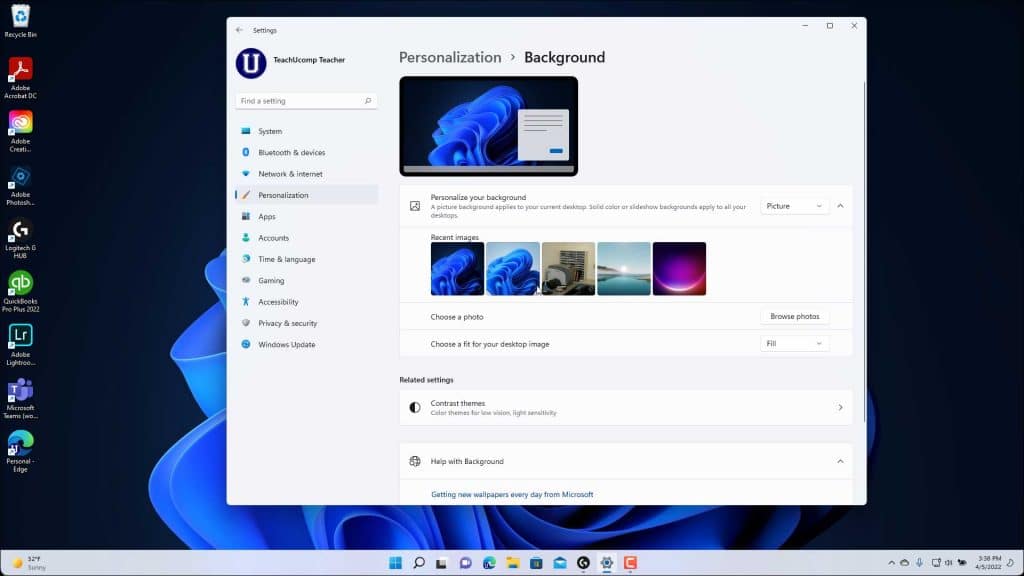 Recycle Bin
Adobe
Acrobat DC
Adobe
Creati...
Adobe
Photosh...
Logitech G
HUB
QuickBooks
Pro Plus 2022
Adobe
Lightroo...
Microsoft
Teams (wo...
Personal -
Edge
Settings
U
TeachUcomp Teacher
Find a setting
System
Bluetooth & devices
Network & internet
Personalization
Apps
Accounts
Time & language
Gaming
Accessibility
Privacy & security
Windows Update
Personalization > Background
Personalize your background
A picture background applies to your current desktop. Solid color or slideshow backgrounds apply to all your
desktops.
Picture
Recent images
Choose a photo
Browse photos
Choose a fit for your desktop image
Fill
Related settings
Contrast themes
Color themes for low vision, light sensitivity
Help with Background
Getting new wallpapers every day from Microsoft
52°F
Sunny
3:38 PM
4/5/2022